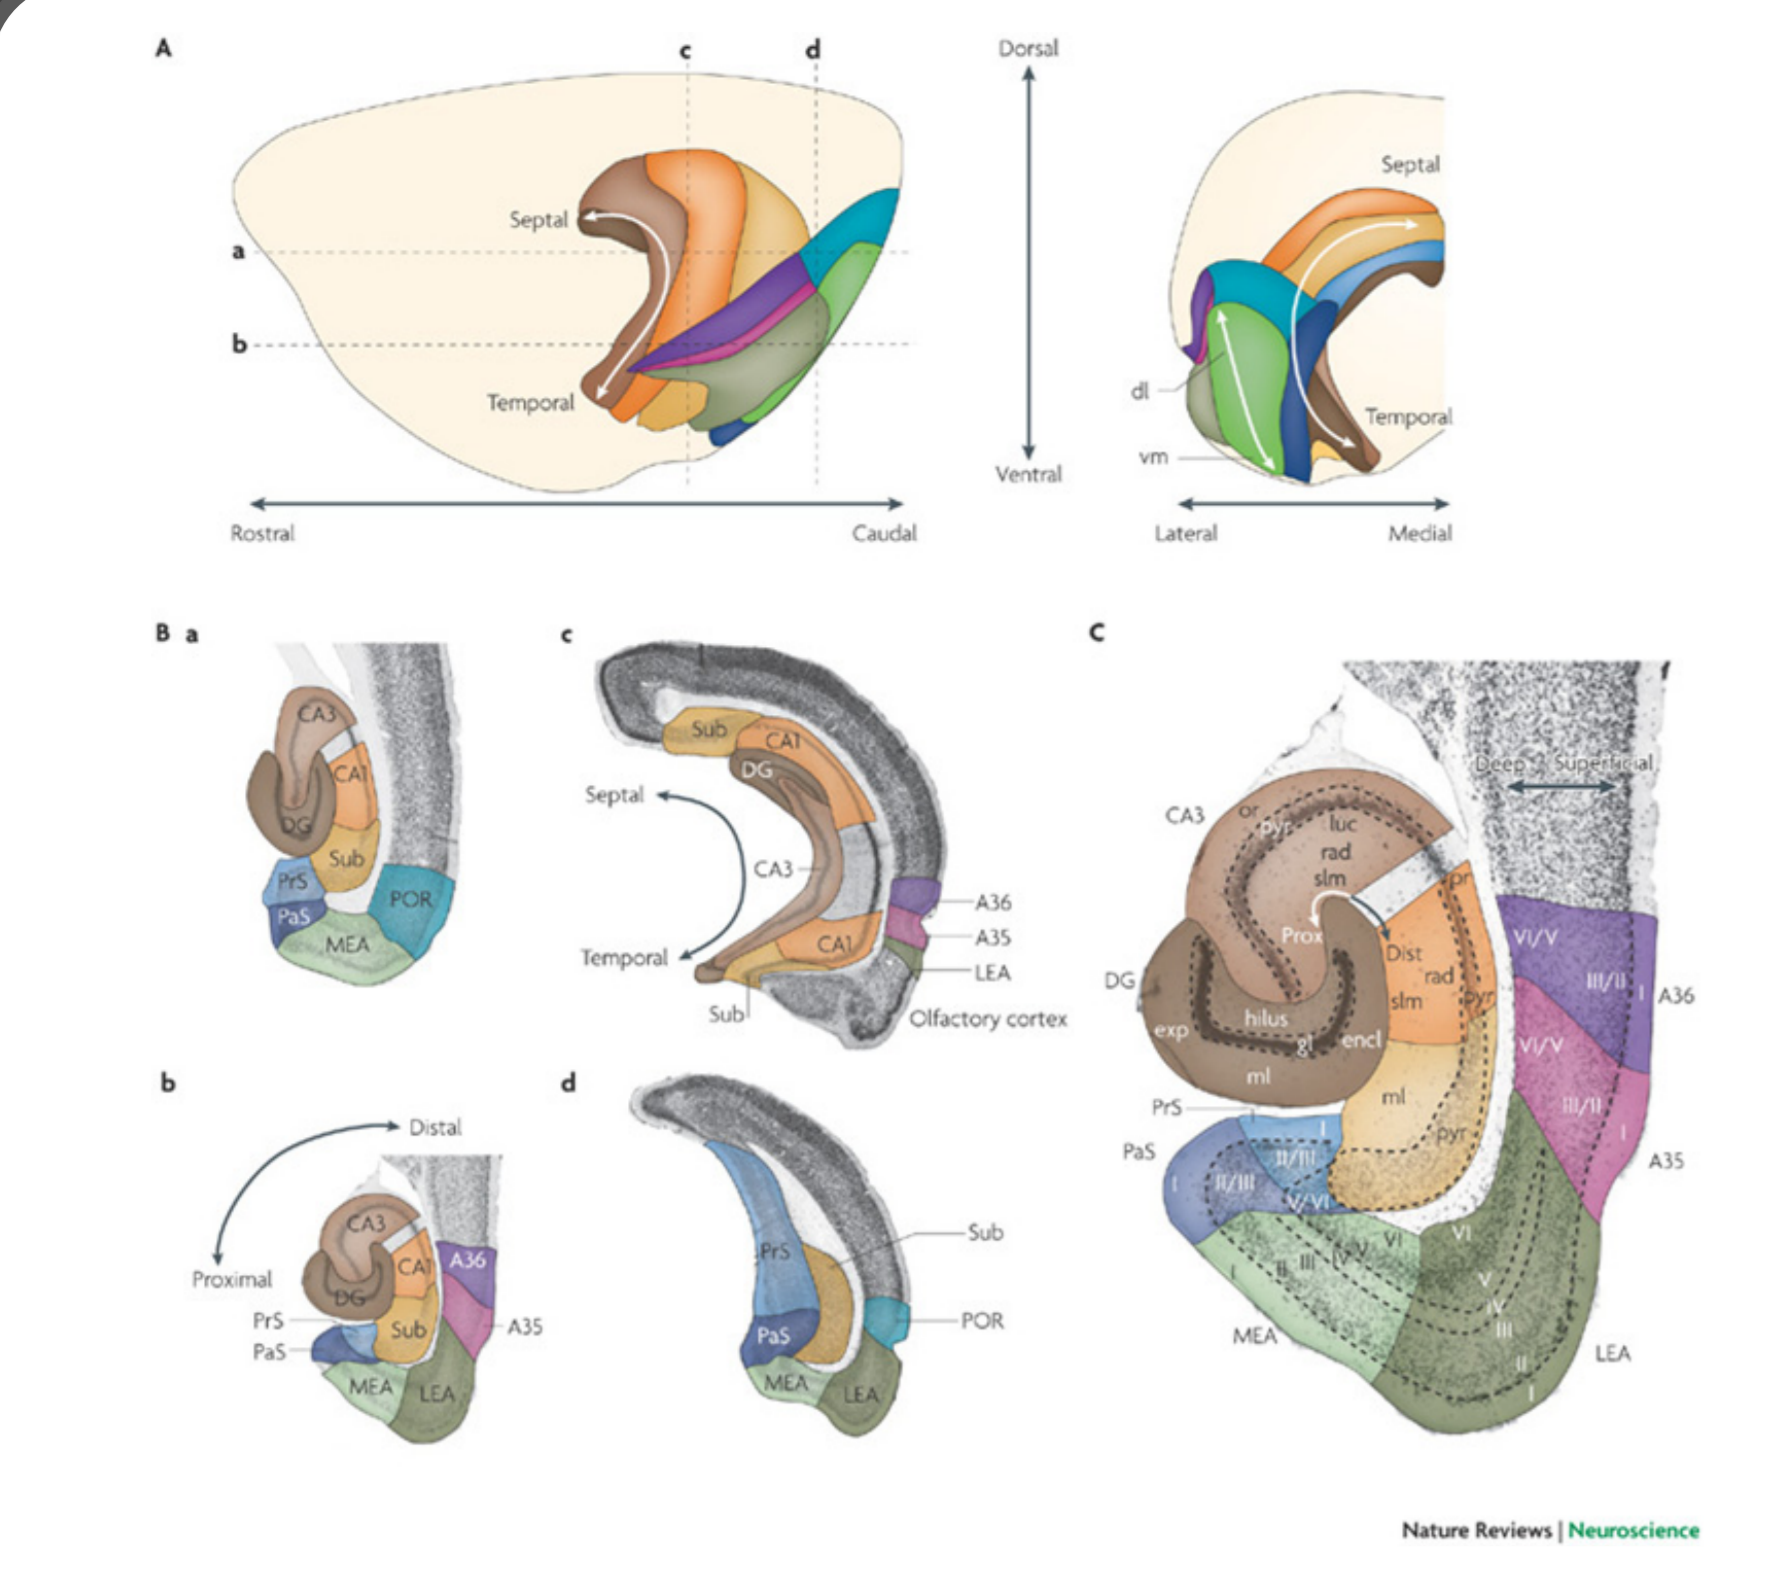 A
c
d
Septal
a
b
Temporal
Rostral
Caudal
Dorsal
Ventral
Septal
dl
Temporal
vm
Lateral
Medial
B a
CA3
CA1
DG
Sub
PrS
PaS
POR
MEA
c
Sub
CA1
DG
Septal
CA3
Temporal
CA1
Sub
A36
A35
LEA
Olfactory cortex
b
Distal
Proximal
CA3
CA1
A36
DG
PrS
Sub
A35
PaS
MEA
LEA
d
PrS
Sub
PaS
POR
MEA
LEA
C
Deep
Superficial
CA3
or
pyr
luc
rad
slm
pr
Prox
Dist
rad
slm
pyr
DG
exp
hilus
gl
encl
ml
VI/V
III/II
I
A36
VI/V
III/II
I
A35
PrS
I
ml
pyr
PaS
I
II/III
II/III
V/VI
MEA
I
II
III
IV
V
VI
VI
V
IV
III
II
I
LEA
Nature Reviews | Neuroscience